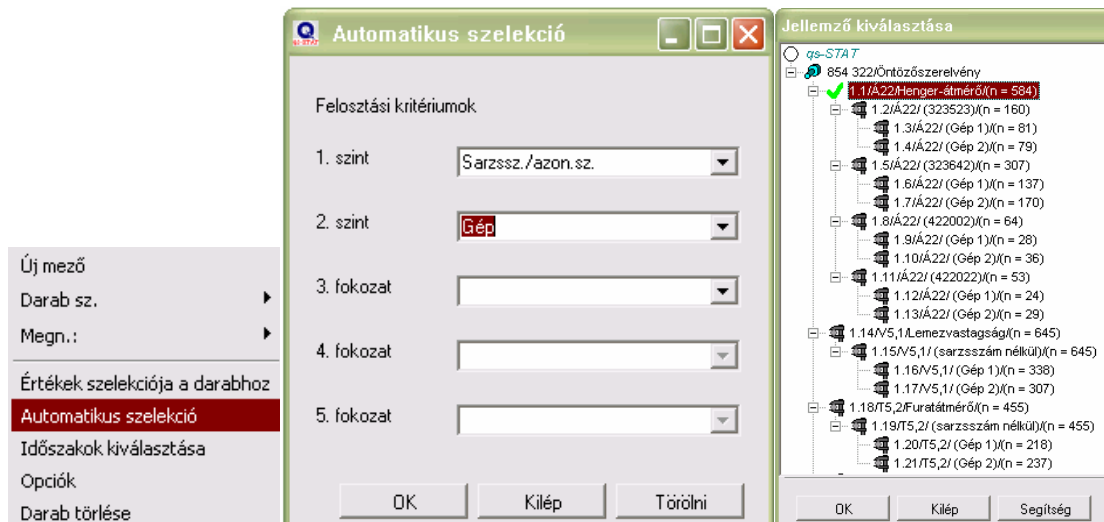 Új mező
Darab sz.
Megn.:
Értékek szelekciója a darabhoz
Automatikus szelekció
Időszakok kiválasztása
Opciók
Darab törlése
Automatikus szelekció
Felosztási kritériumok
1. szint
Sarzssz./azon.sz.
2. szint
Gép
3. fokozat
4. fokozat
5. fokozat
OK
Kilép
Törölni
Jellemző kiválasztása
qs-STAT
854 322/Öntözőszerelvény
1.1/Á22/Henger-átmérő/(n = 584)
1.2/Á22/ (323523)/(n = 160)
1.3/Á22/ (Gép 1)/(n = 81)
1.4/Á22/ (Gép 2)/(n = 79)
1.5/Á22/ (323642)/(n = 307)
1.6/Á22/ (Gép 1)/(n = 137)
1.7/Á22/ (Gép 2)/(n = 170)
1.8/Á22/ (422002)/(n = 64)
1.9/Á22/ (Gép 1)/(n = 28)
1.10/Á22/ (Gép 2)/(n = 36)
1.11/Á22/ (422022)/(n = 53)
1.12/Á22/ (Gép 1)/(n = 24)
1.13/Á22/ (Gép 2)/(n = 29)
1.14/V5,1/Lemezvastagság/(n = 645)
1.15/V5,1/ (sarzsszám nélkül)/(n = 645)
1.16/V5,1/ (Gép 1)/(n = 338)
1.17/V5,1/ (Gép 2)/(n = 307)
1.18/T5,2/Furatátmérő/(n = 455)
1.19/T5,2/ (sarzsszám nélkül)/(n = 455)
1.20/T5,2/ (Gép 1)/(n = 218)
1.21/T5,2/ (Gép 2)/(n = 237)
OK
Kilép
Segítség